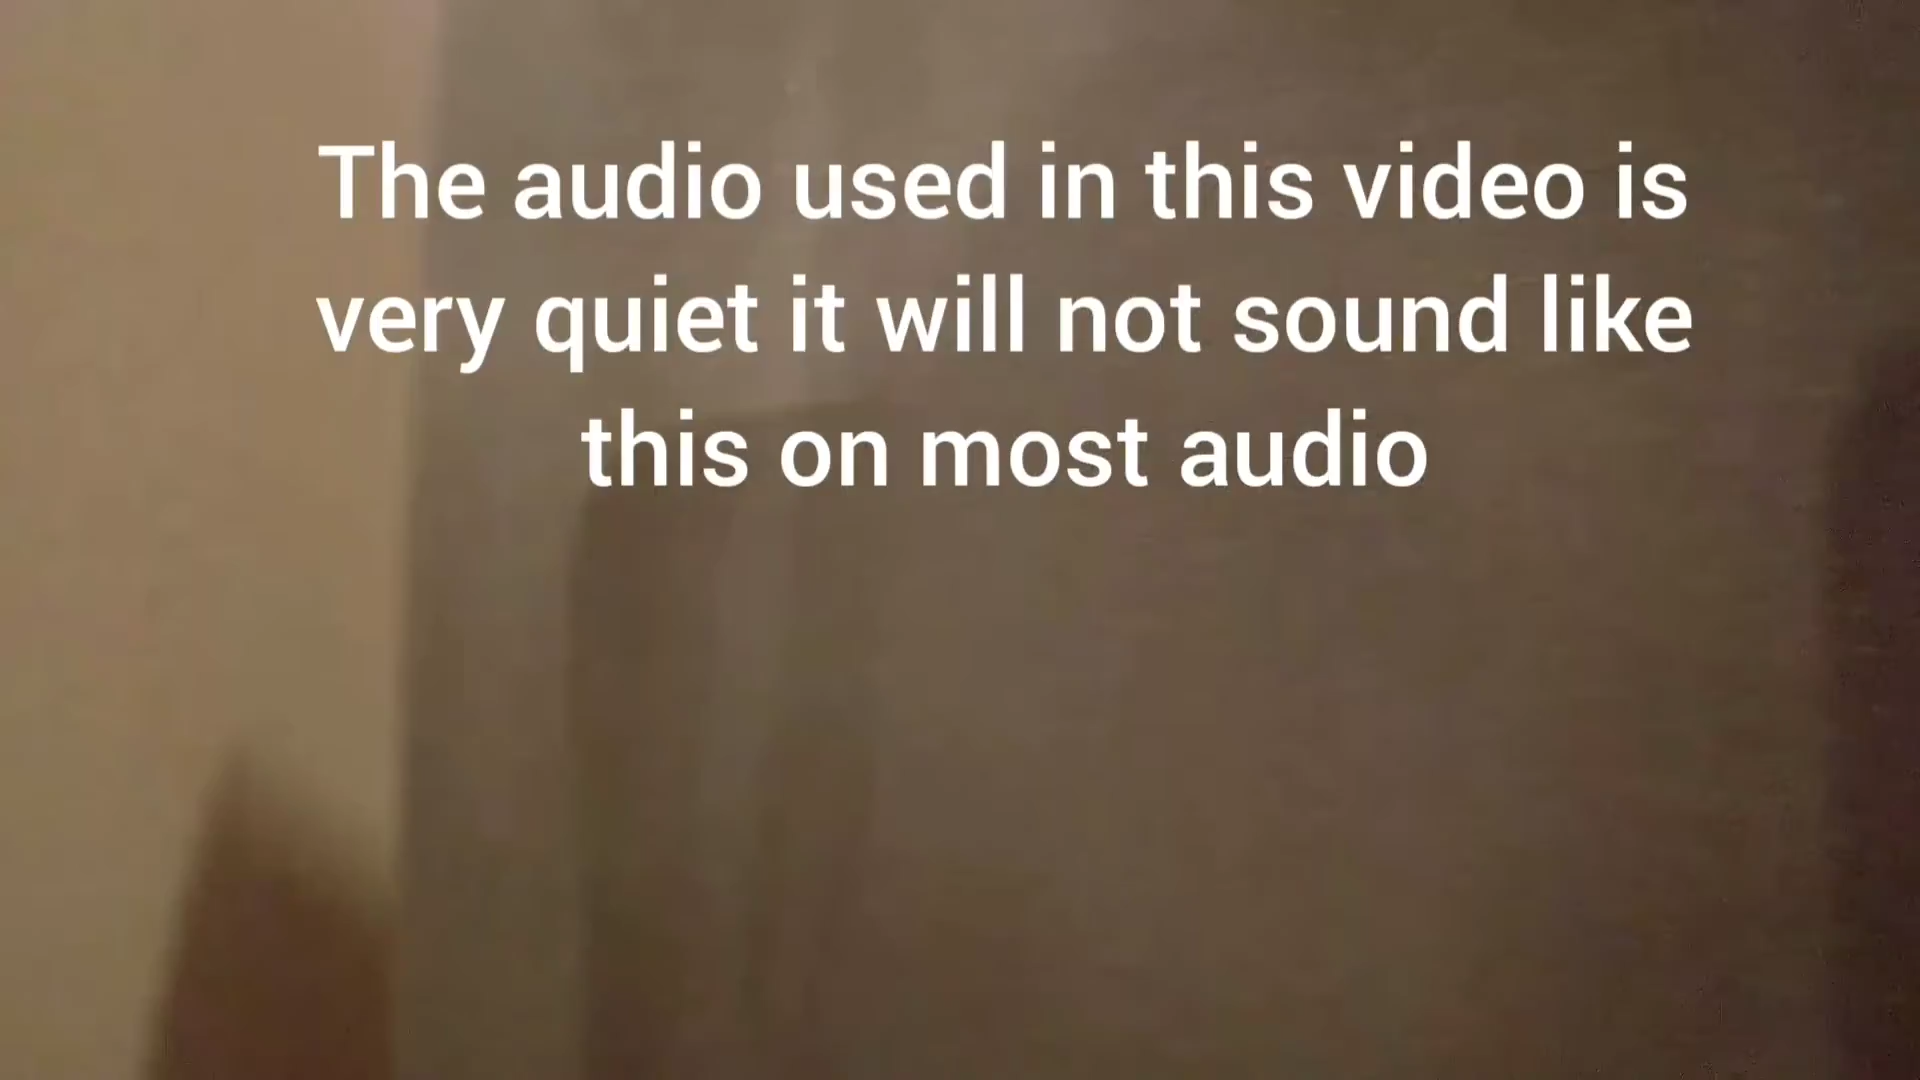 The audio used in this video is
very quiet it will not sound like
this on most audio